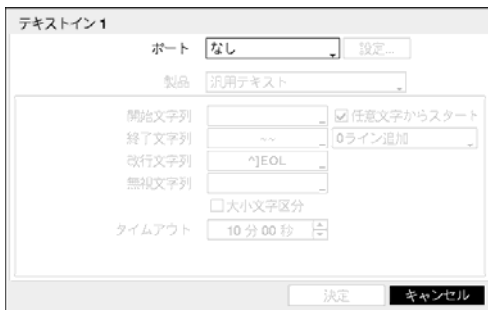 テキストイン 1
ポート なし 設定...
製品 汎用テキスト
開始文字列 ☑任意文字からスタート
終了文字列 ~~ 0ライン追加
改行文字列 ^]EOL
無視文字列
☐大小文字区分
タイムアウト 10 分 00 秒
決定 キャンセル